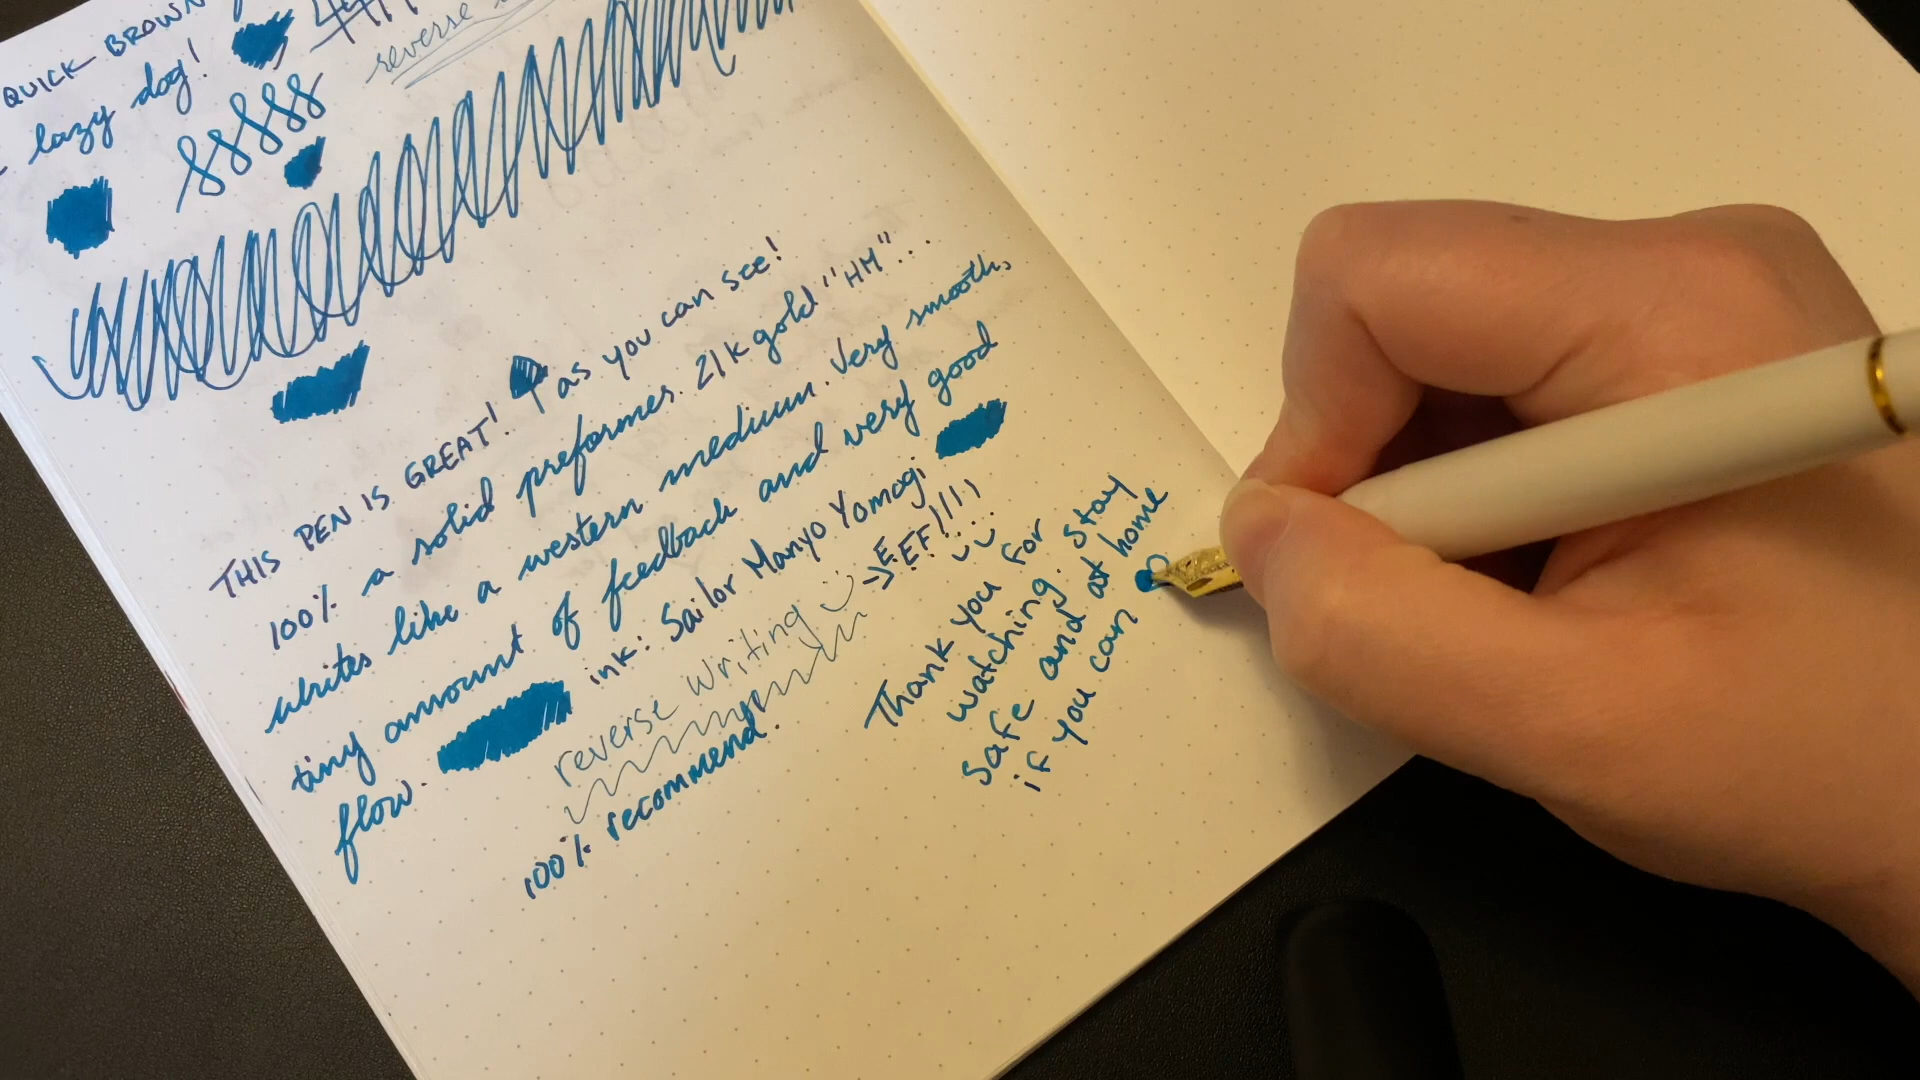 QUICK BROWN
lazy dog!
reverse
THIS PEN IS GREAT! as you can see!
100% a solid preformer. 21K gold "HM"..
writes like a western medium. Very smooth,
tiny amount of feedback and very good
flow.
ink: Sailor Manyo Yomogi
reverse writing
→ EEF!!!!
100% recommend.
Thank you for
watching. Stay
safe and at home
if you can